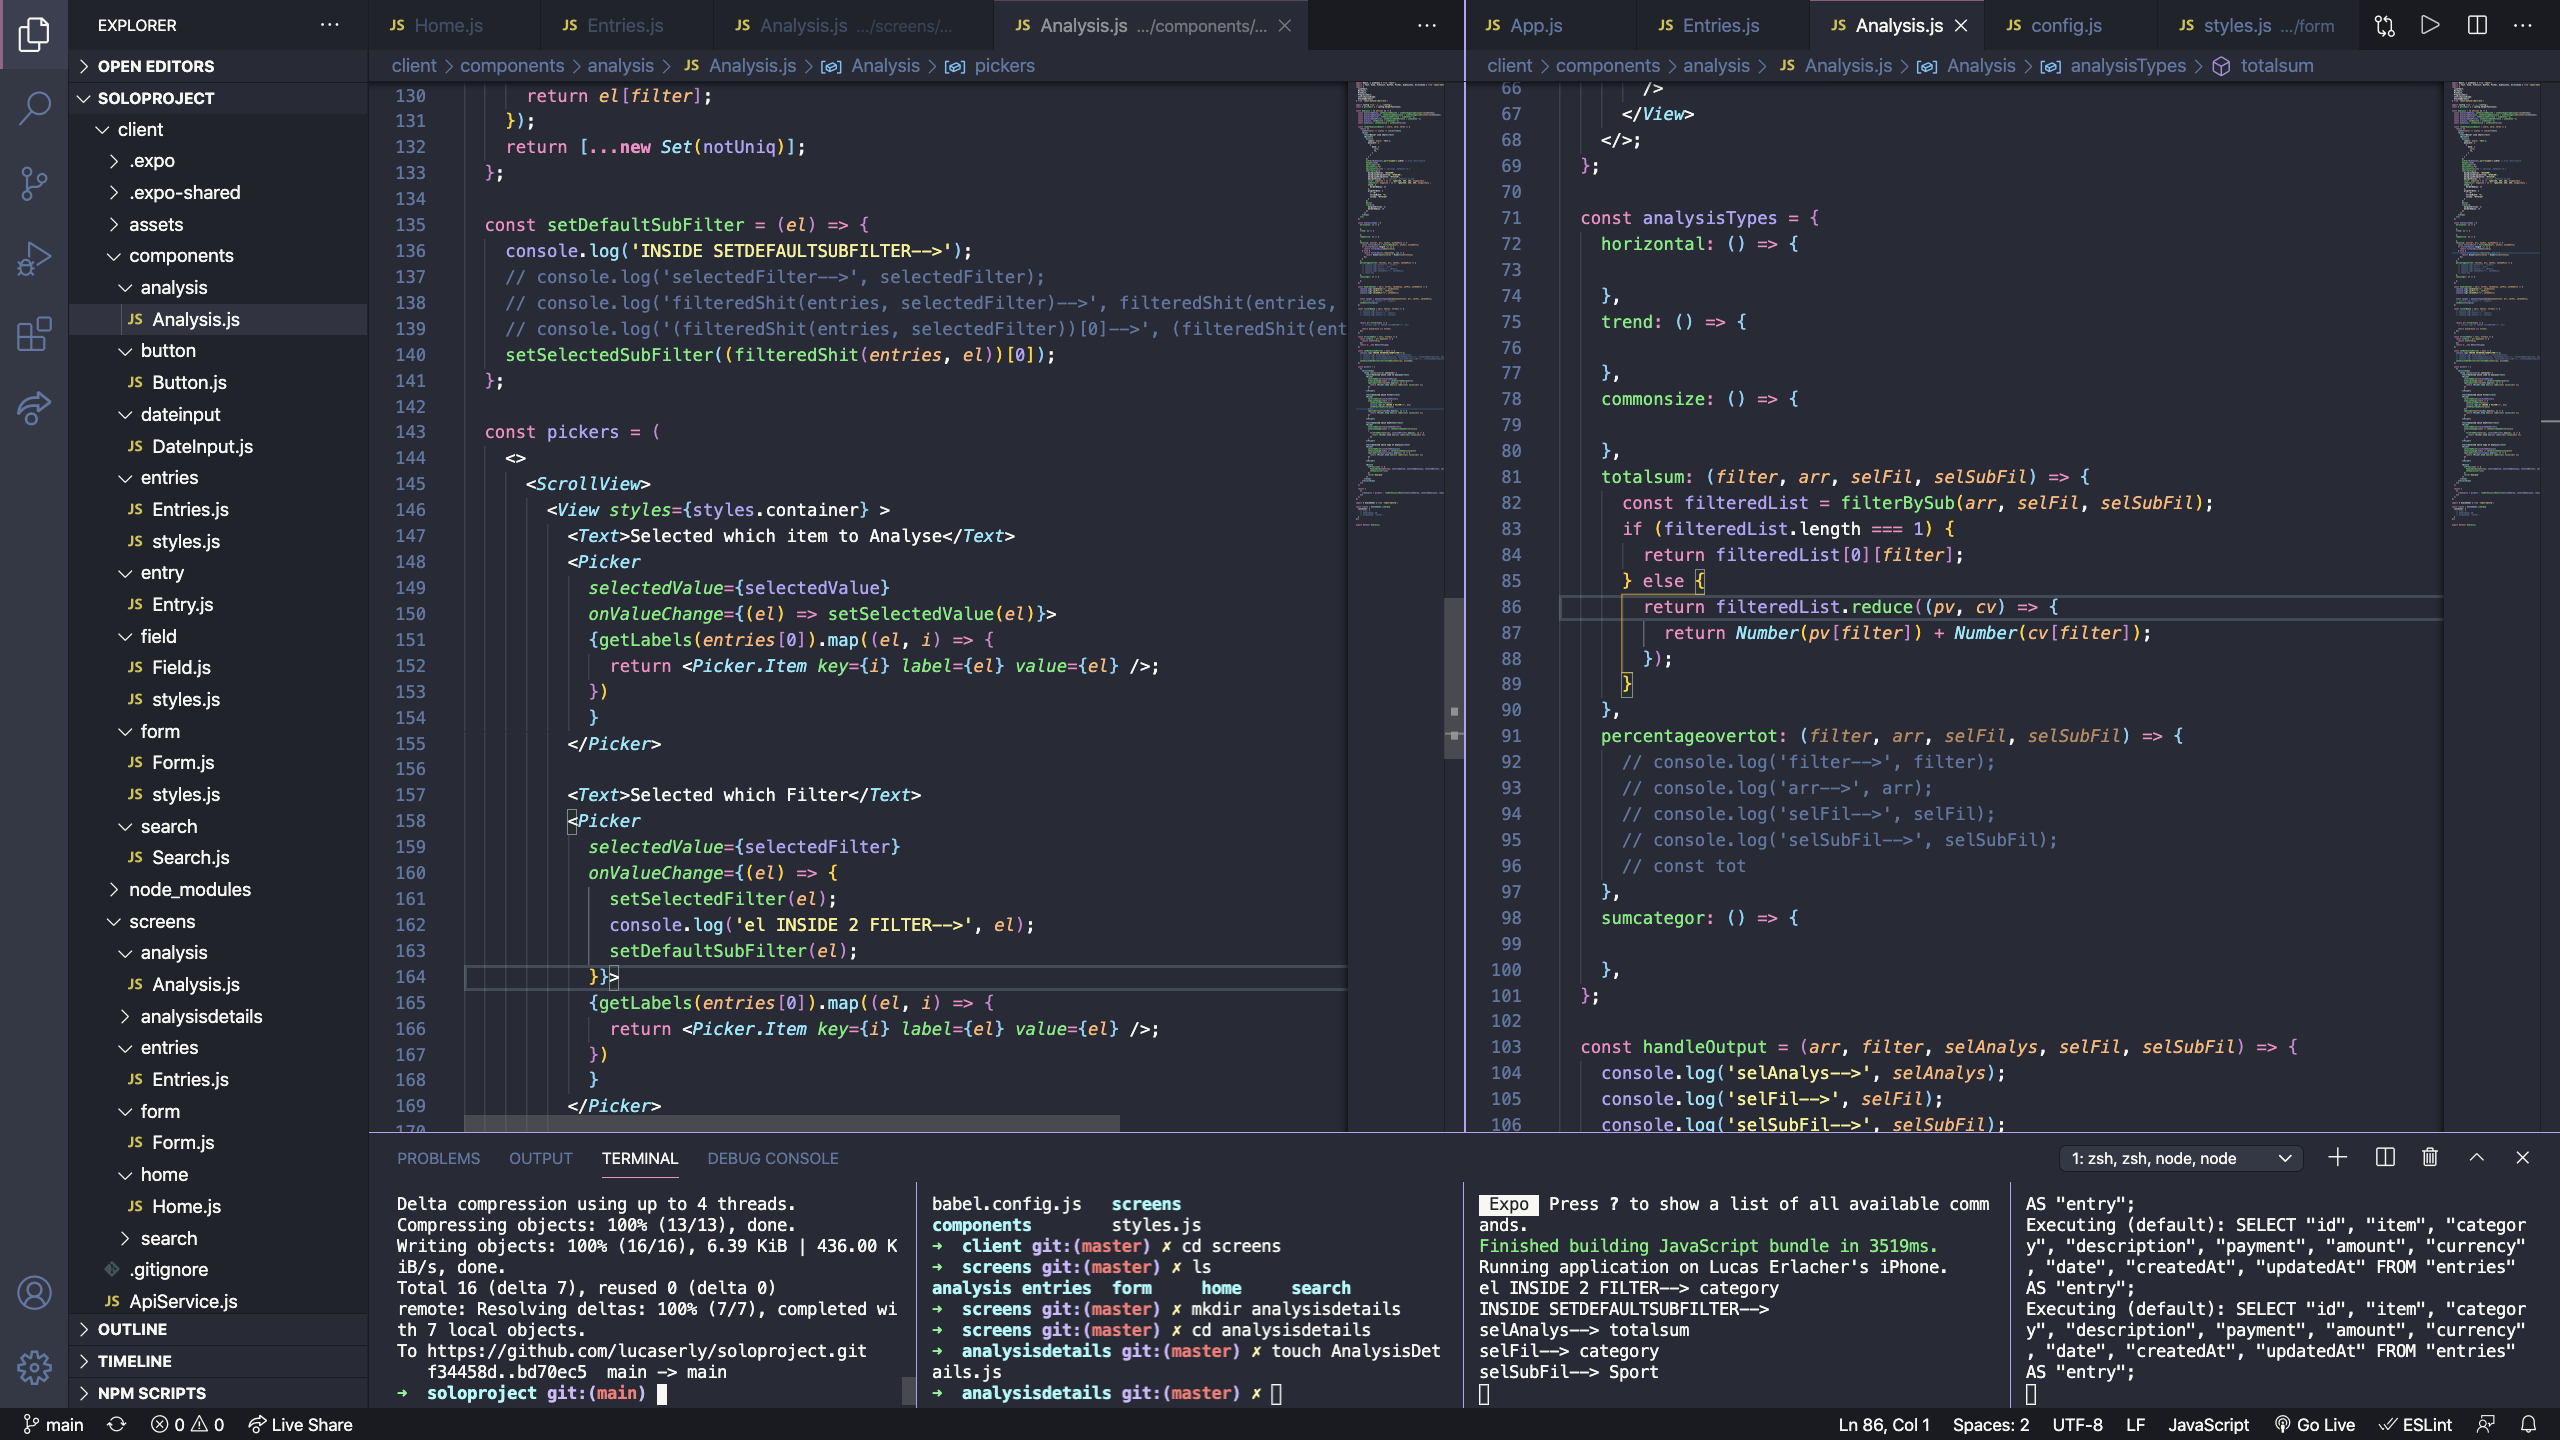 EXPLORER
OPEN EDITORS
SOLOPROJECT
client
.expo
.expo-shared
assets
components
analysis
JS Analysis.js
button
JS Button.js
dateinput
JS DateInput.js
entries
JS Entries.js
JS styles.js
entry
JS Entry.js
field
JS Field.js
JS styles.js
form
JS Form.js
JS styles.js
search
JS Search.js
node_modules
screens
analysis
JS Analysis.js
analysisdetails
entries
JS Entries.js
form
JS Form.js
home
JS Home.js
search
.gitignore
JS ApiService.js
OUTLINE
TIMELINE
NPM SCRIPTS
JS Home.js JS Entries.js JS Analysis.js .../screens/... JS Analysis.js .../components/...
client > components > analysis > JS Analysis.js > Analysis > pickers
130 return el[filter];
131 });
132 return [...new Set(notUniq)];
133 };
134
135 const setDefaultSubFilter = (el) => {
136 console.log('INSIDE SETDEFAULTSUBFILTER-->');
137 // console.log('selectedFilter-->', selectedFilter);
138 // console.log('filteredShit(entries, selectedFilter)-->', filteredShit(entries,
139 // console.log('(filteredShit(entries, selectedFilter))[0]-->', (filteredShit(ent
140 setSelectedSubFilter((filteredShit(entries, el))[0]);
141 };
142
143 const pickers = (
144 <>
145 <ScrollView>
146 <View styles={styles.container} >
147 <Text>Selected which item to Analyse</Text>
148 <Picker
149 selectedValue={selectedValue}
150 onValueChange={(el) => setSelectedValue(el)}>
151 {getLabels(entries[0]).map((el, i) => {
152 return <Picker.Item key={i} label={el} value={el} />;
153 })
154 }
155 </Picker>
156
157 <Text>Selected which Filter</Text>
158 <Picker
159 selectedValue={selectedFilter}
160 onValueChange={(el) => {
161 setSelectedFilter(el);
162 console.log('el INSIDE 2 FILTER-->', el);
163 setDefaultSubFilter(el);
164 }}>
165 {getLabels(entries[0]).map((el, i) => {
166 return <Picker.Item key={i} label={el} value={el} />;
167 })
168 }
169 </Picker>
170
JS App.js JS Entries.js JS Analysis.js JS config.js JS styles.js .../form
client > components > analysis > JS Analysis.js > Analysis > analysisTypes > totalsum
66 />
67 </View>
68 </>;
69 };
70
71 const analysisTypes = {
72 horizontal: () => {
73
74 },
75 trend: () => {
76
77 },
78 commonsize: () => {
79
80 },
81 totalsum: (filter, arr, selFil, selSubFil) => {
82 const filteredList = filterBySub(arr, selFil, selSubFil);
83 if (filteredList.length === 1) {
84 return filteredList[0][filter];
85 } else {
86 return filteredList.reduce((pv, cv) => {
87 return Number(pv[filter]) + Number(cv[filter]);
88 });
89 }
90 },
91 percentageovertot: (filter, arr, selFil, selSubFil) => {
92 // console.log('filter-->', filter);
93 // console.log('arr-->', arr);
94 // console.log('selFil-->', selFil);
95 // console.log('selSubFil-->', selSubFil);
96 // const tot
97 },
98 sumcategor: () => {
99
100 },
101 };
102
103 const handleOutput = (arr, filter, selAnalys, selFil, selSubFil) => {
104 console.log('selAnalys-->', selAnalys);
105 console.log('selFil-->', selFil);
106 console.log('selSubFil-->', selSubFil);
PROBLEMS OUTPUT TERMINAL DEBUG CONSOLE
1: zsh, zsh, node, node
Delta compression using up to 4 threads.
Compressing objects: 100% (13/13), done.
Writing objects: 100% (16/16), 6.39 KiB | 436.00 K
iB/s, done.
Total 16 (delta 7), reused 0 (delta 0)
remote: Resolving deltas: 100% (7/7), completed wi
th 7 local objects.
To https://github.com/lucaserly/soloproject.git
f34458d..bd70ec5 main -> main
➜ soloproject git:(main)
babel.config.js screens
components styles.js
➜ client git:(master) ✗ cd screens
➜ screens git:(master) ✗ ls
analysis entries form home search
➜ screens git:(master) ✗ mkdir analysisdetails
➜ screens git:(master) ✗ cd analysisdetails
➜ analysisdetails git:(master) ✗ touch AnalysisDet
ails.js
➜ analysisdetails git:(master) ✗
Expo Press ? to show a list of all available comm
ands.
Finished building JavaScript bundle in 3519ms.
Running application on Lucas Erlacher's iPhone.
el INSIDE 2 FILTER--> category
INSIDE SETDEFAULTSUBFILTER-->
selAnalys--> totalsum
selFil--> category
selSubFil--> Sport
AS "entry";
Executing (default): SELECT "id", "item", "categor
y", "description", "payment", "amount", "currency"
, "date", "createdAt", "updatedAt" FROM "entries"
AS "entry";
Executing (default): SELECT "id", "item", "categor
y", "description", "payment", "amount", "currency"
, "date", "createdAt", "updatedAt" FROM "entries"
AS "entry";
main 0 0 Live Share
Ln 86, Col 1 Spaces: 2 UTF-8 LF JavaScript Go Live ESLint